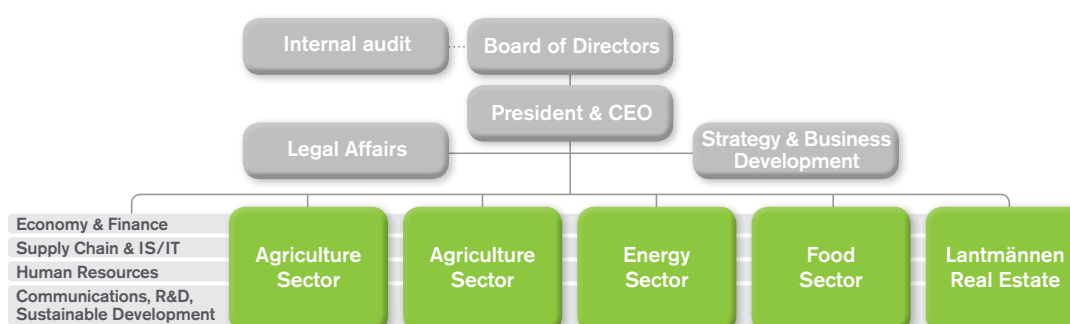 Internal audit
Board of Directors
President & CEO
Legal Affairs
Strategy & Business
Development
Economy & Finance
Supply Chain & IS/IT
Human Resources
Communications, R&D,
Sustainable Development
Agriculture
Sector
Agriculture
Sector
Energy
Sector
Food
Sector
Lantmännen
Real Estate